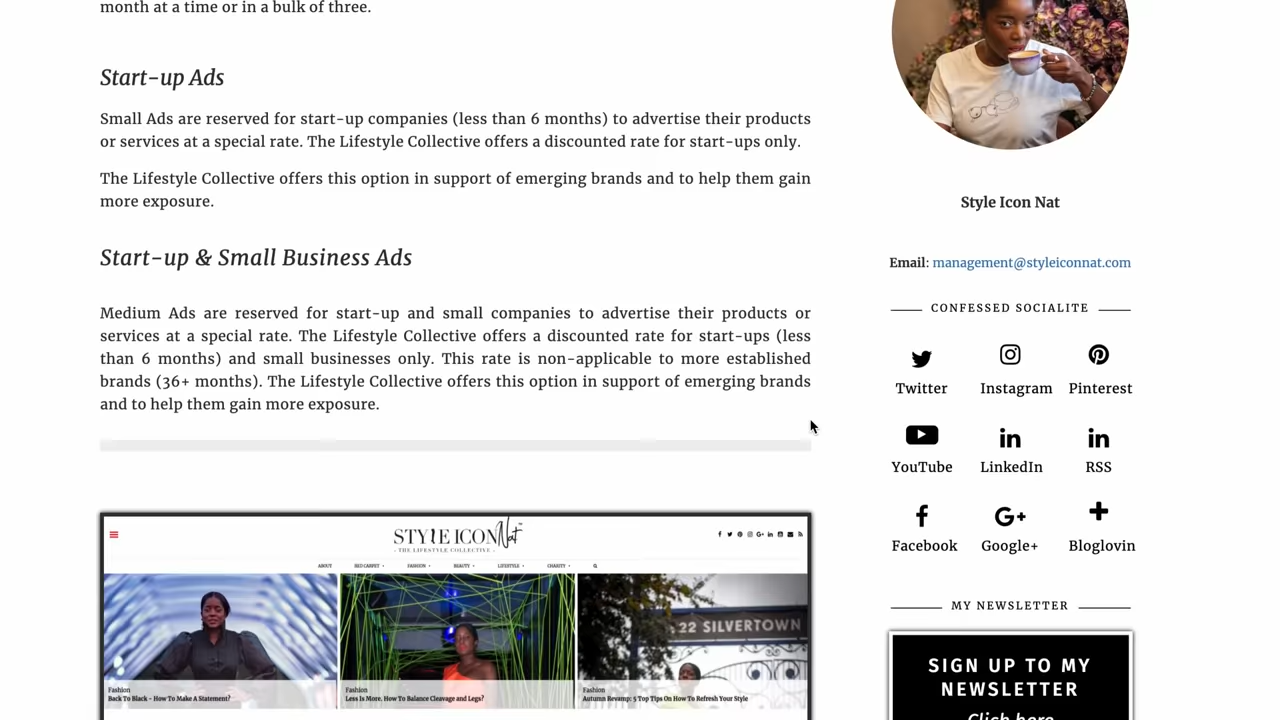 month at a time or in a bulk of three.
Start-up Ads
Small Ads are reserved for start-up companies (less than 6 months) to advertise their products
or services at a special rate. The Lifestyle Collective offers a discounted rate for start-ups only.
The Lifestyle Collective offers this option in support of emerging brands and to help them gain
more exposure.
Start-up & Small Business Ads
Medium Ads are reserved for start-up and small companies to advertise their products or
services at a special rate. The Lifestyle Collective offers a discounted rate for start-ups (less
than 6 months) and small businesses only. This rate is non-applicable to more established
brands (36+ months). The Lifestyle Collective offers this option in support of emerging brands
and to help them gain more exposure.
STYLE ICON Nat
- THE LIFESTYLE COLLECTIVE -
ABOUT RED CARPET FASHION BEAUTY LIFESTYLE CHARITY
22 SILVERTOWN
Fashion
Back To Black - How To Make A Statement?
Fashion
Less Is More, How To Balance Cleavage and Legs?
Fashion
Autumn Revamp: 5 Top Tips On How To Refresh Your Style
Style Icon Nat
Email: management@styleiconnat.com
CONFESSED SOCIALITE
Twitter Instagram Pinterest
YouTube LinkedIn RSS
Facebook Google+ Bloglovin
MY NEWSLETTER
SIGN UP TO MY
NEWSLETTER
Click here